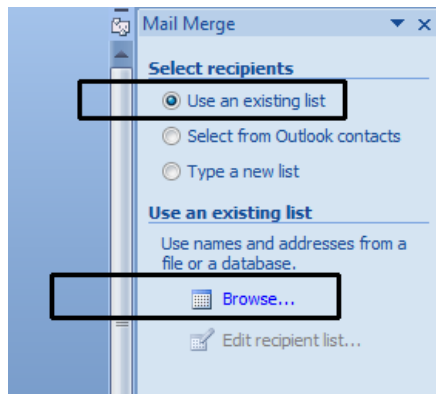 Mail Merge
Select recipients
Use an existing list
Select from Outlook contacts
Type a new list
Use an existing list
Use names and addresses from a
file or a database.
Browse...
Edit recipient list...